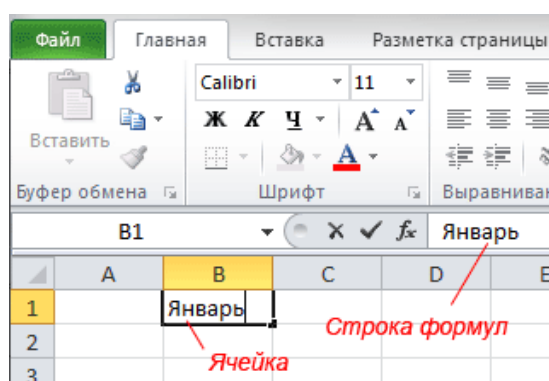 Файл Главная Вставка Разметка страницы
Calibri 11
Ж К Ч A A
Вставить A
Буфер обмена Шрифт
B1 fx Январь
A B C D E
1 Январь
Строка формул
2
Ячейка
3